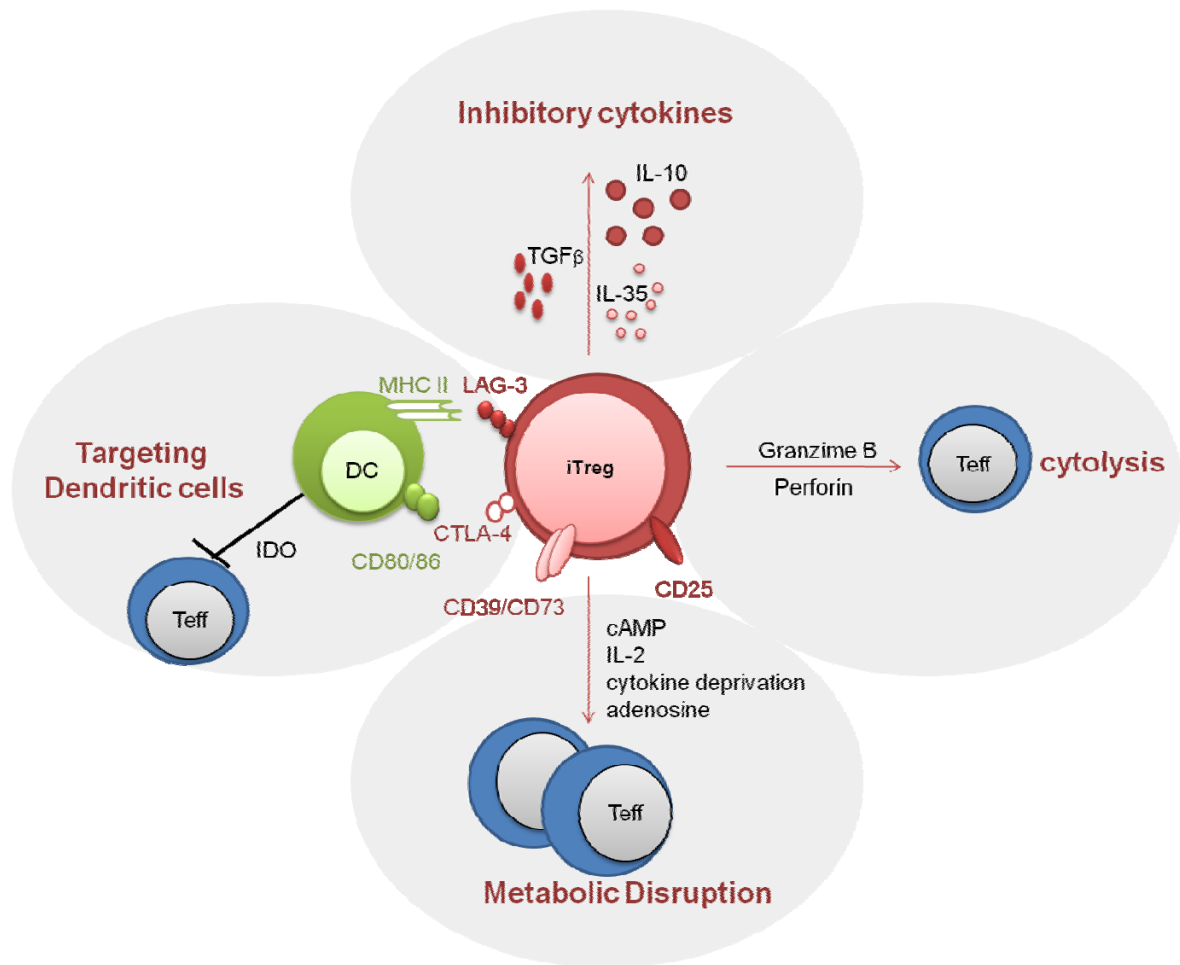 Inhibitory cytokines
IL-10
TGFβ
IL-35
MHC II
LAG-3
Targeting
Dendritic cells
DC
iTreg
Granzime B
Perforin
Teff
cytolysis
CTLA-4
IDO
CD80/86
Teff
CD39/CD73
CD25
cAMP
IL-2
cytokine deprivation
adenosine
Teff
Metabolic Disruption